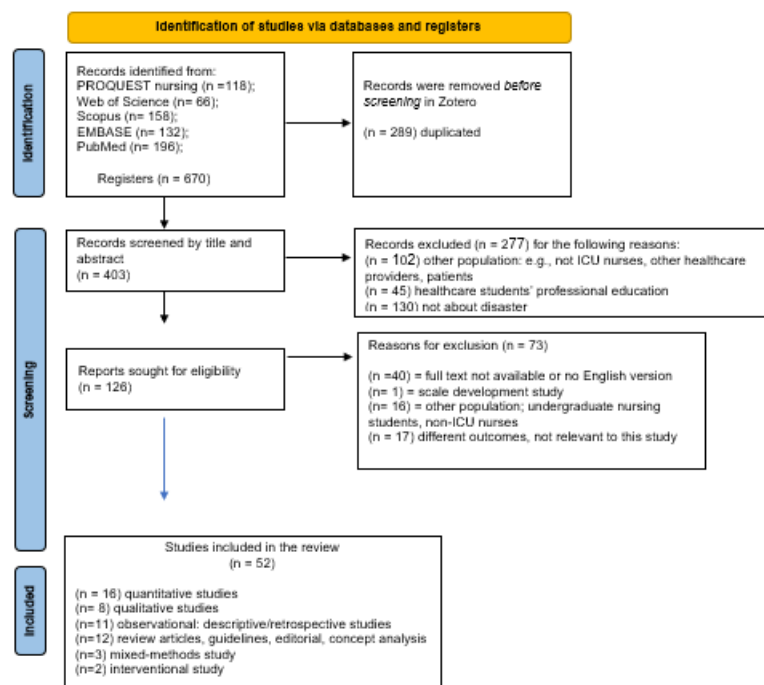 Identification of studies via databases and registers
Identification
Records identified from:
PROQUEST nursing (n =118);
Web of Science (n= 66);
Scopus (n= 158);
EMBASE (n= 132);
PubMed (n= 196);
Registers (n = 670)
Records were removed before
screening in Zotero
(n = 289) duplicated
Screening
Records screened by title and
abstract
(n = 403)
Records excluded (n = 277) for the following reasons:
(n = 102) other population: e.g., not ICU nurses, other healthcare
providers, patients
(n = 45) healthcare students' professional education
(n = 130) not about disaster
Reports sought for eligibility
(n = 126)
Reasons for exclusion (n = 73)
(n =40) = full text not available or no English version
(n= 1) = scale development study
(n= 16) = other population; undergraduate nursing
students, non-ICU nurses
(n = 17) different outcomes, not relevant to this study
Included
Studies included in the review
(n = 52)
(n = 16) quantitative studies
(n= 8) qualitative studies
(n=11) observational: descriptive/retrospective studies
(n=12) review articles, guidelines, editorial, concept analysis
(n=3) mixed-methods study
(n=2) interventional study